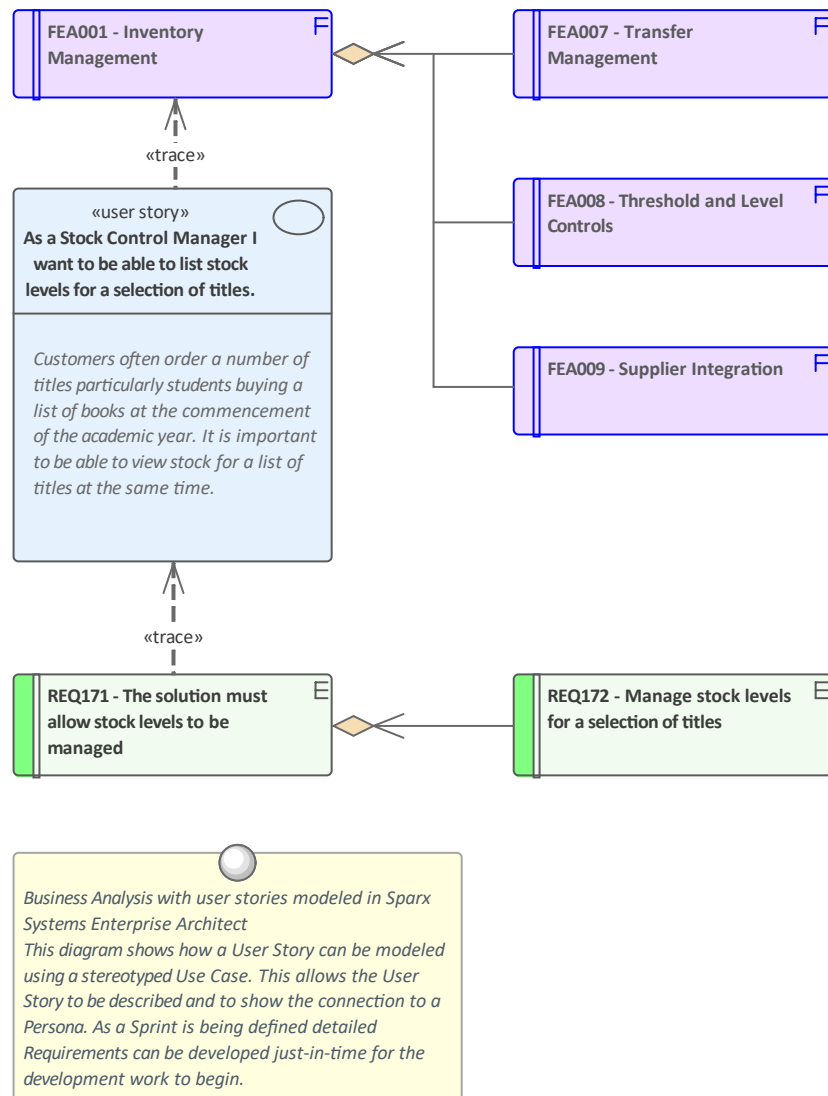 FEA001 - Inventory
Management
F
FEA007 - Transfer
Management
F
«trace»
FEA008 - Threshold and Level
Controls
F
«user story»
As a Stock Control Manager I
want to be able to list stock
levels for a selection of titles.
Customers often order a number of
titles particularly students buying a
list of books at the commencement
of the academic year. It is important
to be able to view stock for a list of
titles at the same time.
FEA009 - Supplier Integration
F
«trace»
REQ171 - The solution must
allow stock levels to be
managed
E
REQ172 - Manage stock levels
for a selection of titles
E
Business Analysis with user stories modeled in Sparx
Systems Enterprise Architect
This diagram shows how a User Story can be modeled
using a stereotyped Use Case. This allows the User
Story to be described and to show the connection to a
Persona. As a Sprint is being defined detailed
Requirements can be developed just-in-time for the
development work to begin.